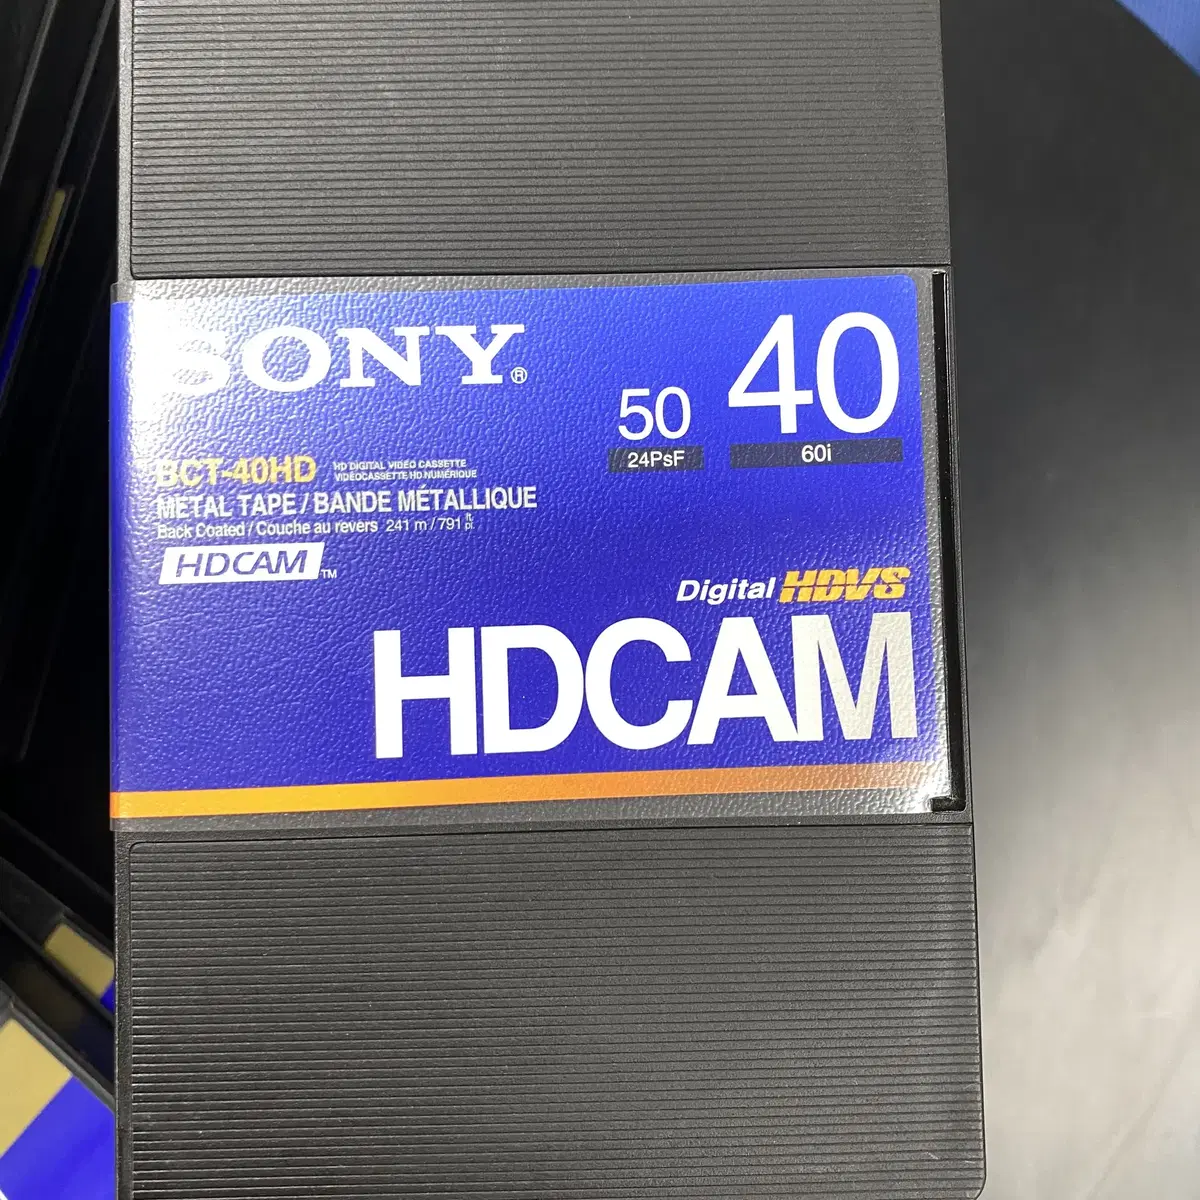 SONY®
50 40
24PsF 60i
BCT-40HD HD DIGITAL VIDEO CASSETTE
VIDÉOCASSETTE HD NUMÉRIQUE
METAL TAPE / BANDE MÉTALLIQUE
Back Coated / Couche au revers 241 m / 791 ft. pi.
HDCAM™
Digital HDVS
HDCAM